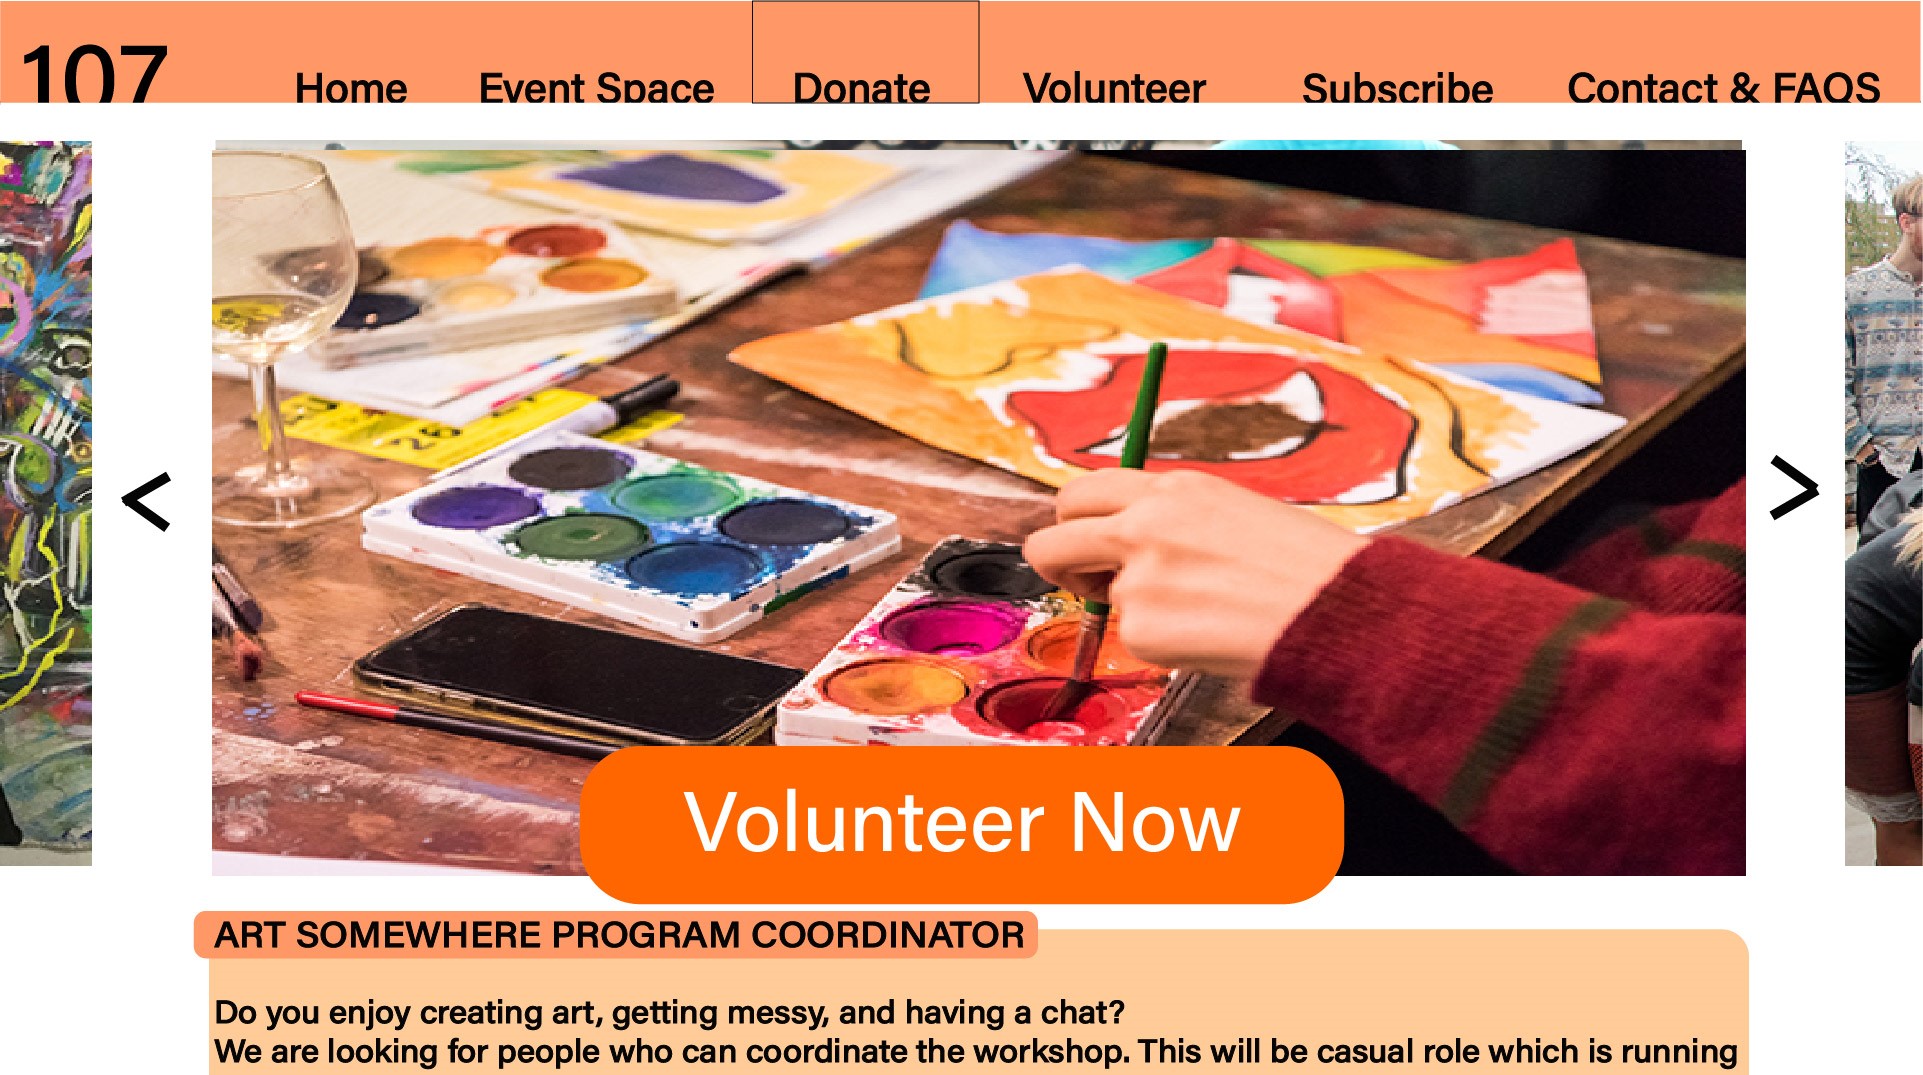 107
Home Event Space Donate Volunteer Subscribe Contact & FAQS
<
>
26
Volunteer Now
ART SOMEWHERE PROGRAM COORDINATOR
Do you enjoy creating art, getting messy, and having a chat?
We are looking for people who can coordinate the workshop. This will be casual role which is running